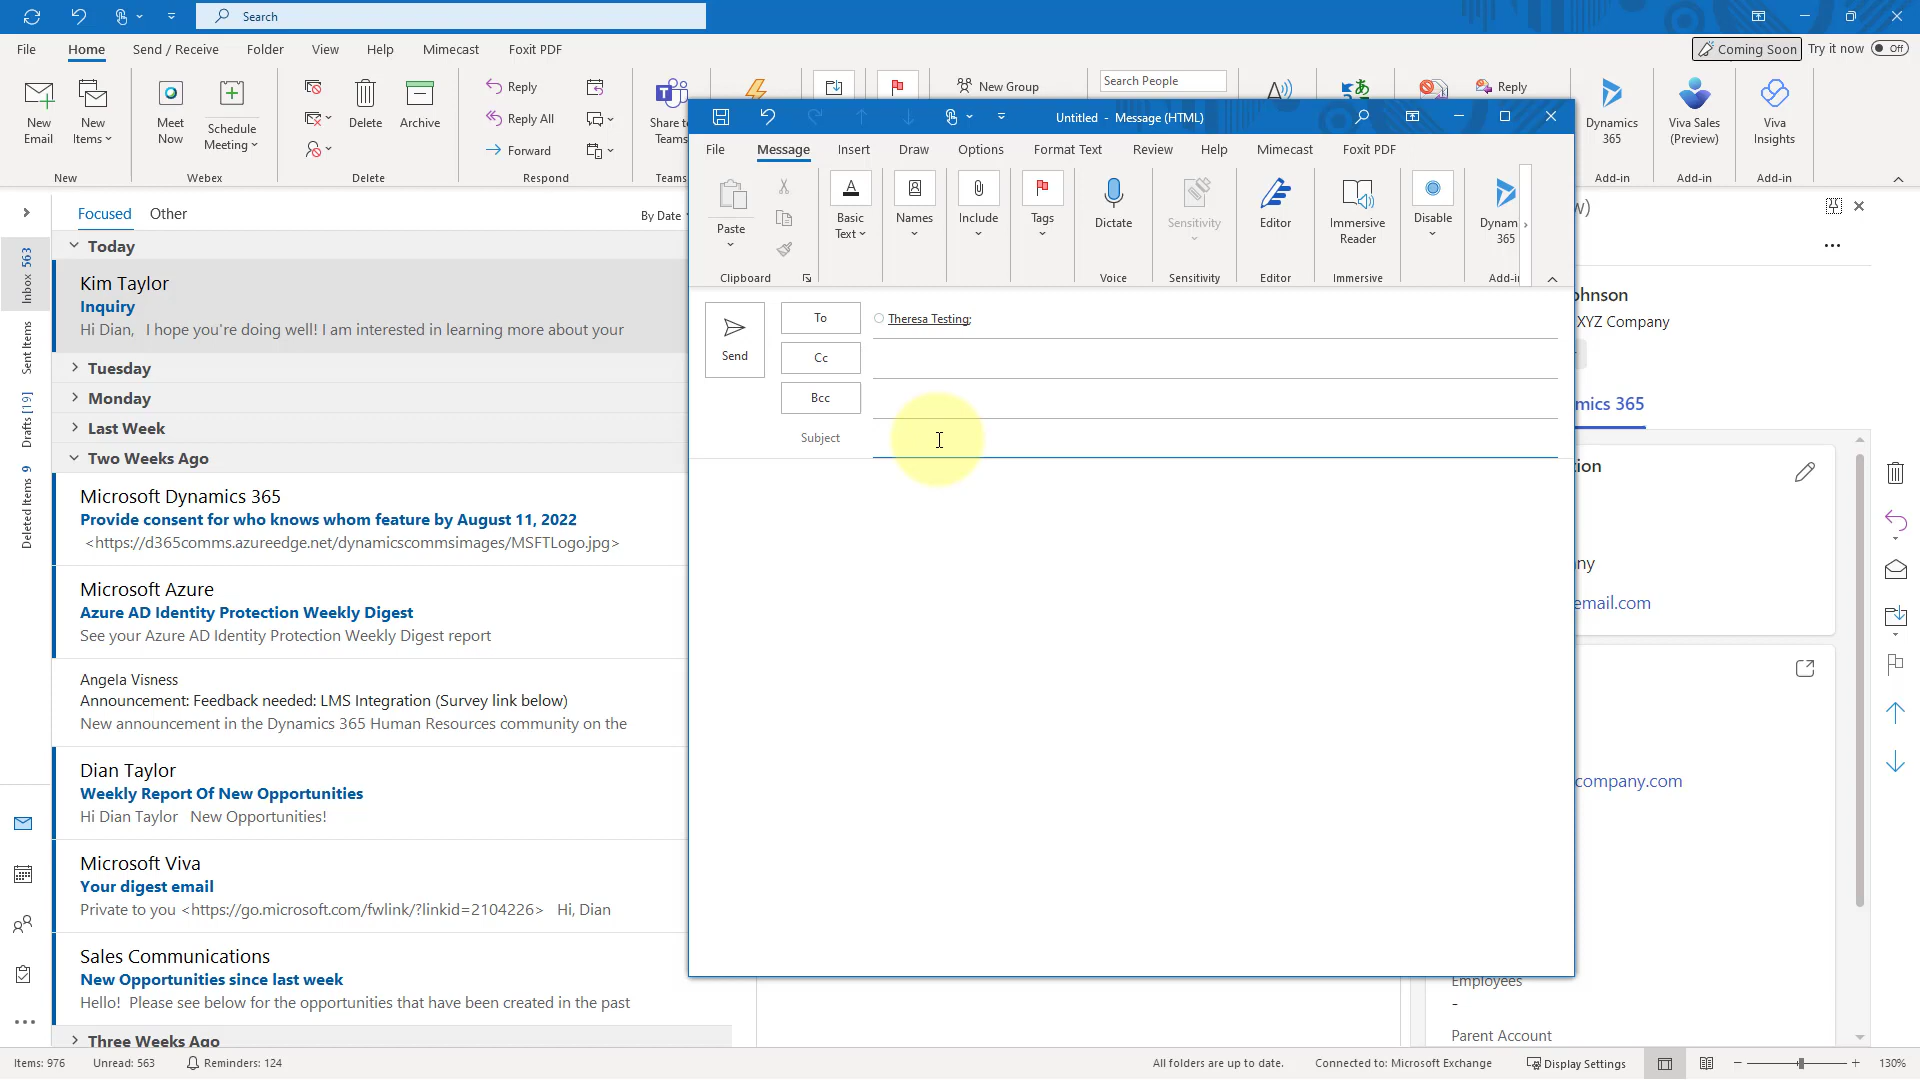 Search
File Home Send / Receive Folder View Help Mimecast Foxit PDF
Coming Soon Try it now Off
New Email
New Items
New
Meet Now
Schedule Meeting
Webex
Delete
Archive
Delete
Reply
Reply All
Forward
Respond
Share to Teams
Teams
New Group
Search People
Reply
Dynamics 365
Add-in
Viva Sales (Preview)
Add-in
Viva Insights
Add-in
Inbox 563
Sent Items
Drafts [19]
Deleted Items 9
Focused Other By Date
Today
Kim Taylor
Inquiry
Hi Dian, I hope you're doing well! I am interested in learning more about your
Tuesday
Monday
Last Week
Two Weeks Ago
Microsoft Dynamics 365
Provide consent for who knows whom feature by August 11, 2022
<https://d365comms.azureedge.net/dynamicscommsimages/MSFTLogo.jpg>
Microsoft Azure
Azure AD Identity Protection Weekly Digest
See your Azure AD Identity Protection Weekly Digest report
Angela Visness
Announcement: Feedback needed: LMS Integration (Survey link below)
New announcement in the Dynamics 365 Human Resources community on the
Dian Taylor
Weekly Report Of New Opportunities
Hi Dian Taylor New Opportunities!
Microsoft Viva
Your digest email
Private to you <https://go.microsoft.com/fwlink/?linkid=2104226> Hi, Dian
Sales Communications
New Opportunities since last week
Hello! Please see below for the opportunities that have been created in the past
Three Weeks Ago
Untitled - Message (HTML)
File Message Insert Draw Options Format Text Review Help Mimecast Foxit PDF
Paste
Clipboard
Basic Text
Names
Include
Tags
Dictate
Voice
Sensitivity
Sensitivity
Editor
Editor
Immersive Reader
Immersive
Disable
Dynam 365
Add-i
Send
To Theresa Testing;
Cc
Bcc
Subject
w)
ohnson
XYZ Company
mics 365
tion
ny
email.com
company.com
Employees
-
Parent Account
Items: 976 Unread: 563 Reminders: 124 All folders are up to date. Connected to: Microsoft Exchange Display Settings 130%